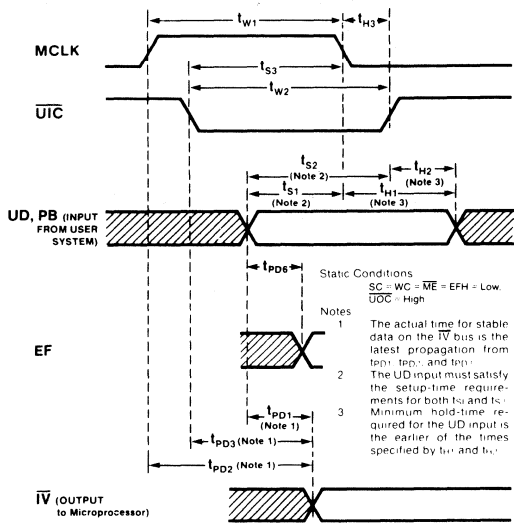 tW1
tH3
MCLK
tS3
tW2
UIC
tS2
(Note 2)
tH2
(Note 3)
tS1
(Note 2)
tH1
(Note 3)
UD, PB (INPUT
FROM USER
SYSTEM)
tPD6
Static Conditions
SC = WC = ME = EFH = Low.
UOC = High
Notes
1 The actual time for stable
data on the IV bus is the
latest propagation from
tPD1, and
EF
2 The UD input must satisfy
the setup-time require-
ments for both tS1 and
tPD1
(Note 1)
3 Minimum hold-time re-
quired for the UD input is
the earlier of the times
specified by tH1 and
tPD3 (Note 1)
tPD2 (Note 1)
IV (OUTPUT
to Microprocessor)